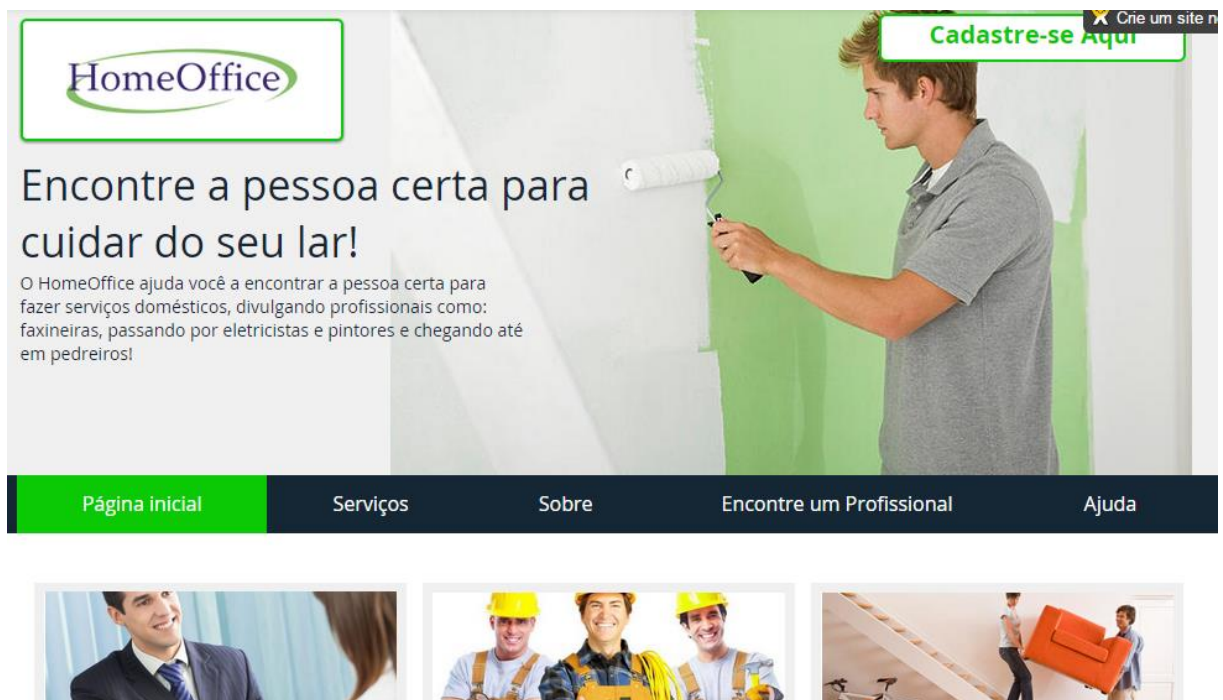 Crie um site
Cadastre-se Aqui
HomeOffice
Encontre a pessoa certa para
cuidar do seu lar!
O HomeOffice ajuda você a encontrar a pessoa certa para
fazer serviços domésticos, divulgando profissionais como:
faxineiras, passando por eletricistas e pintores e chegando até
em pedreiros!
Página inicial
Serviços
Sobre
Encontre um Profissional
Ajuda